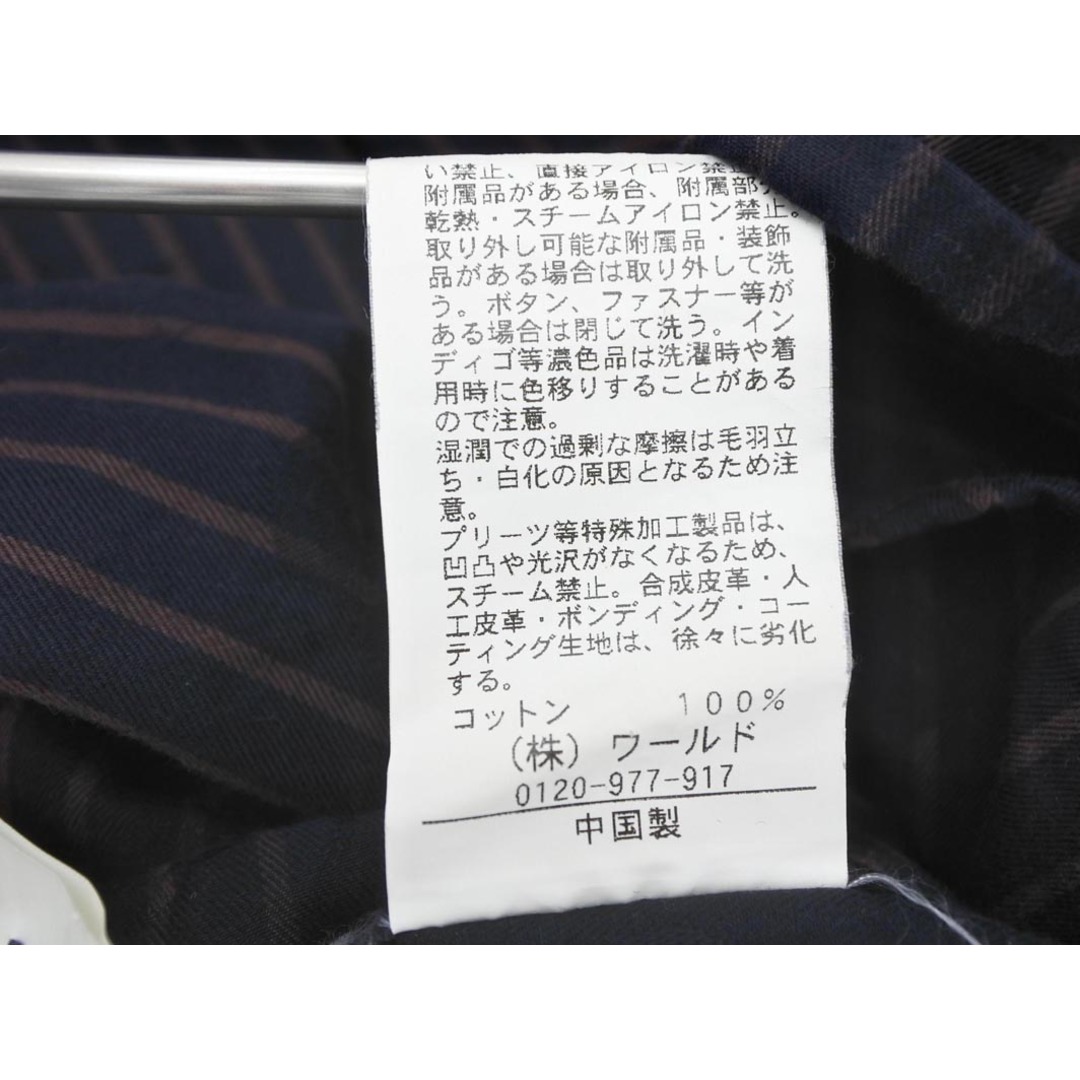 い禁止、直接アイロン禁止
附属品がある場合、附属部分
乾熱・スチームアイロン禁止。
取り外し可能な附属品・装飾
品がある場合は取り外して洗
う。ボタン、ファスナー等が
ある場合は閉じて洗う。イン
ディゴ等濃色品は洗濯時や着
用時に色移りすることがある
ので注意。
湿潤での過剰な摩擦は毛羽立
ち・白化の原因となるため注
意。
プリーツ等特殊加工製品は、
凹凸や光沢がなくなるため、
スチーム禁止。合成皮革・人
工皮革・ボンディング・コー
ティング生地は、徐々に劣化
する。
コットン 100%
(株) ワールド
0120-977-917
中国製